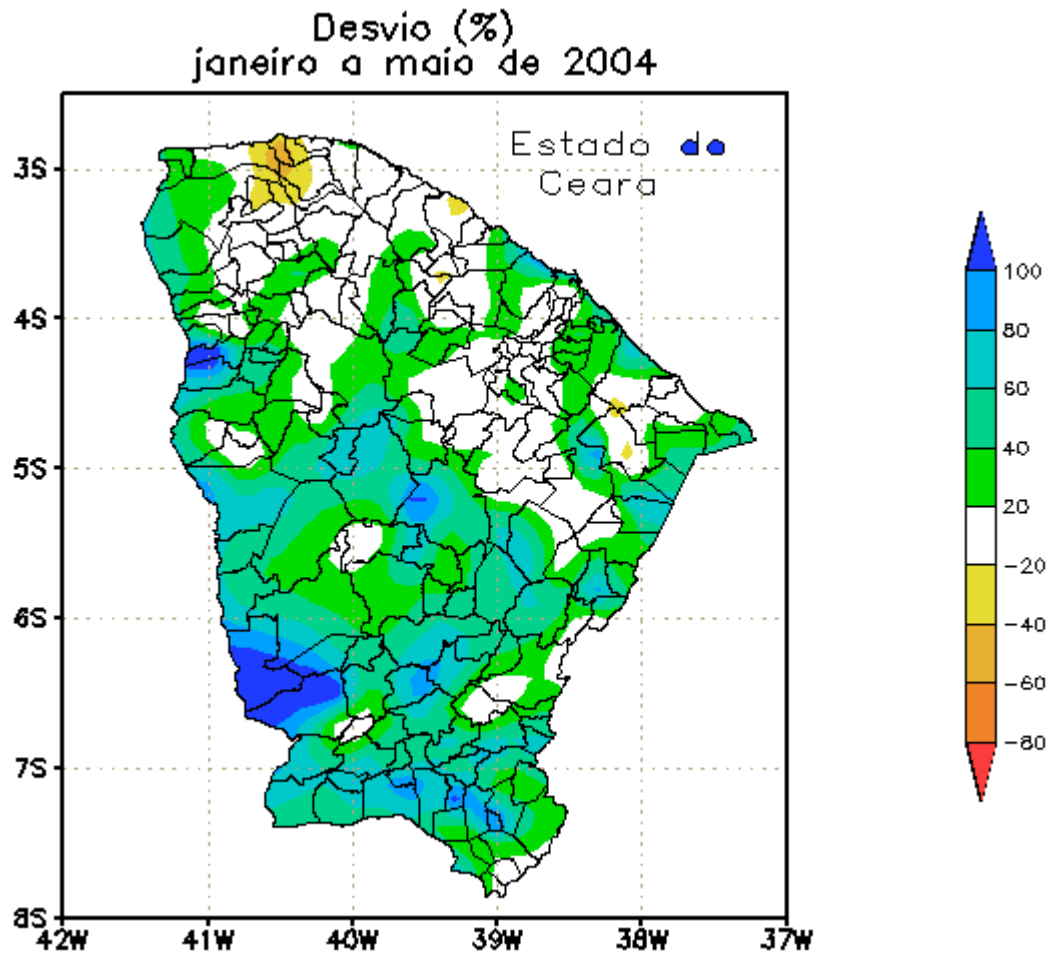 Desvio (%)
janeiro a maio de 2004
Estado do
Ceara
3S
4S
5S
6S
7S
8S
42W 41W 40W 39W 38W 37W
100
80
60
40
20
-20
-40
-60
-80